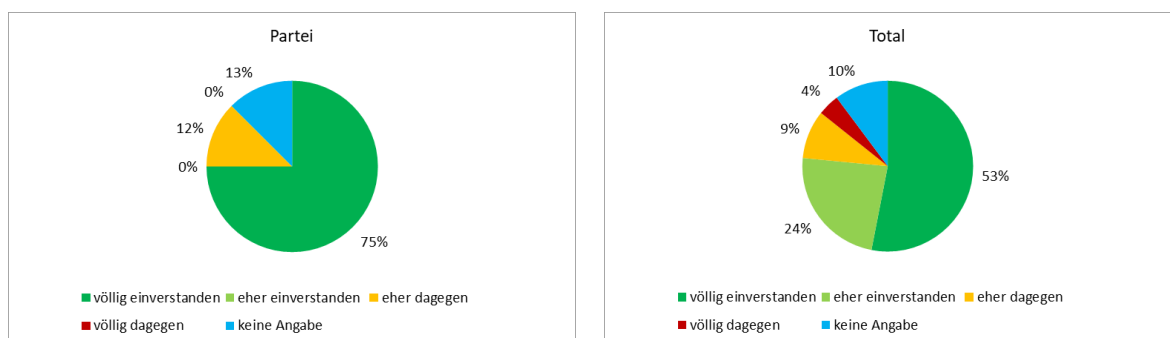 Partei
13%
0%
12%
0%
75%
völlig einverstanden eher einverstanden eher dagegen
völlig dagegen keine Angabe
Total
10%
4%
9%
53%
24%
völlig einverstanden eher einverstanden eher dagegen
völlig dagegen keine Angabe